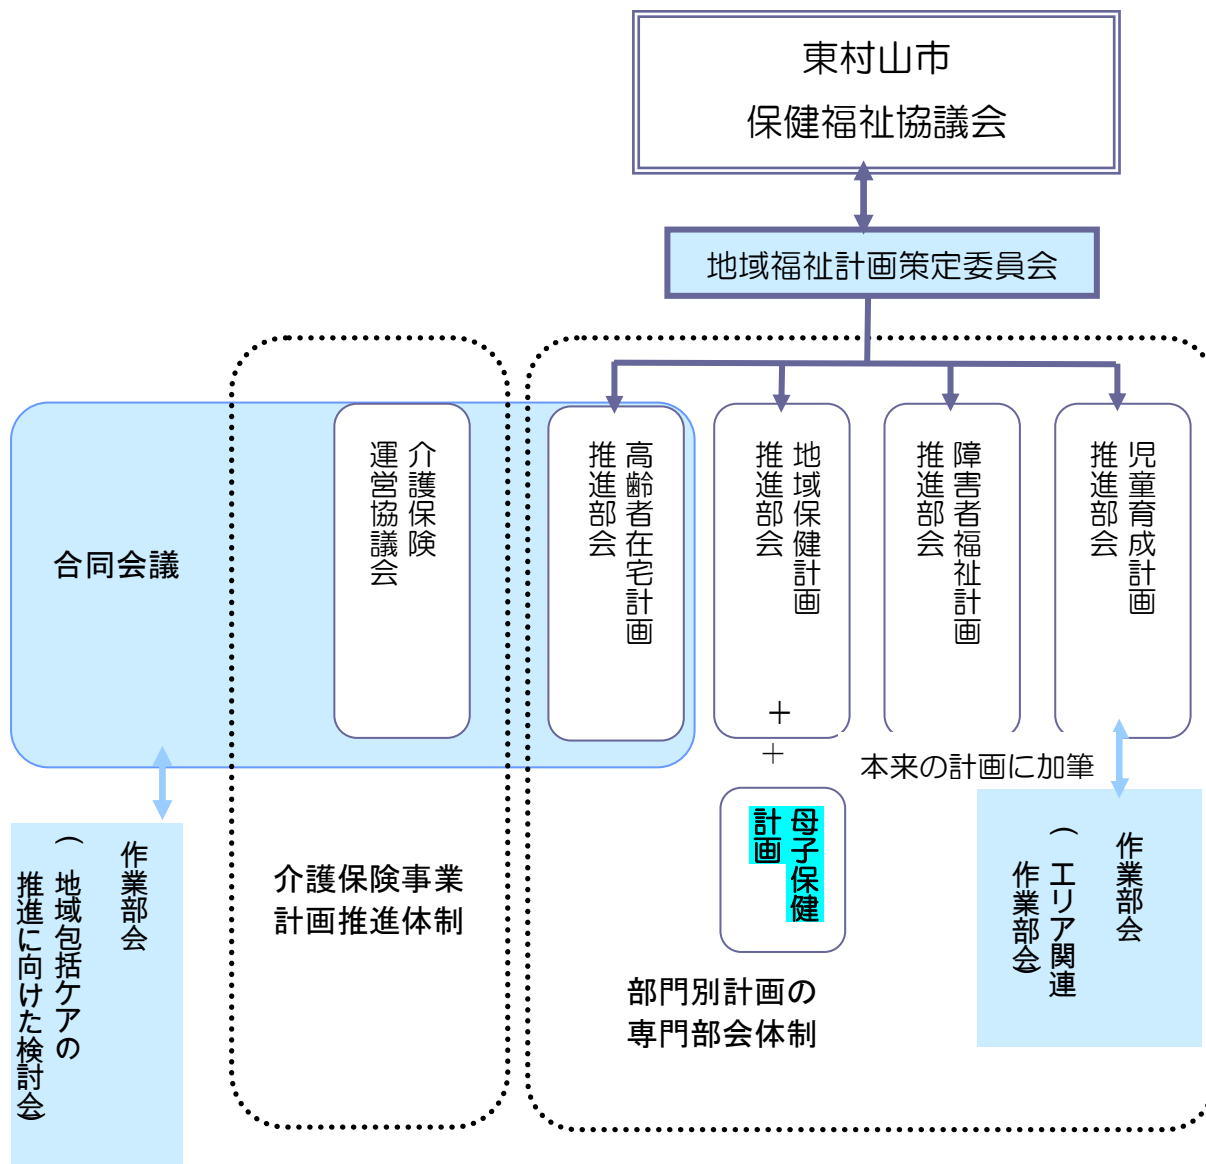 東村山市
保健福祉協議会
地域福祉計画策定委員会
合同会議
介護保険
運営協議会
高齢者在宅計画
推進部会
地域保健計画
推進部会
＋
＋
障害者福祉計画
推進部会
児童育成計画
推進部会
本来の計画に加筆
母子保健
計画
作業部会
（地域包括ケアの
推進に向けた検討会）
介護保険事業
計画推進体制
部門別計画の
専門部会体制
作業部会
（エリア関連
作業部会）